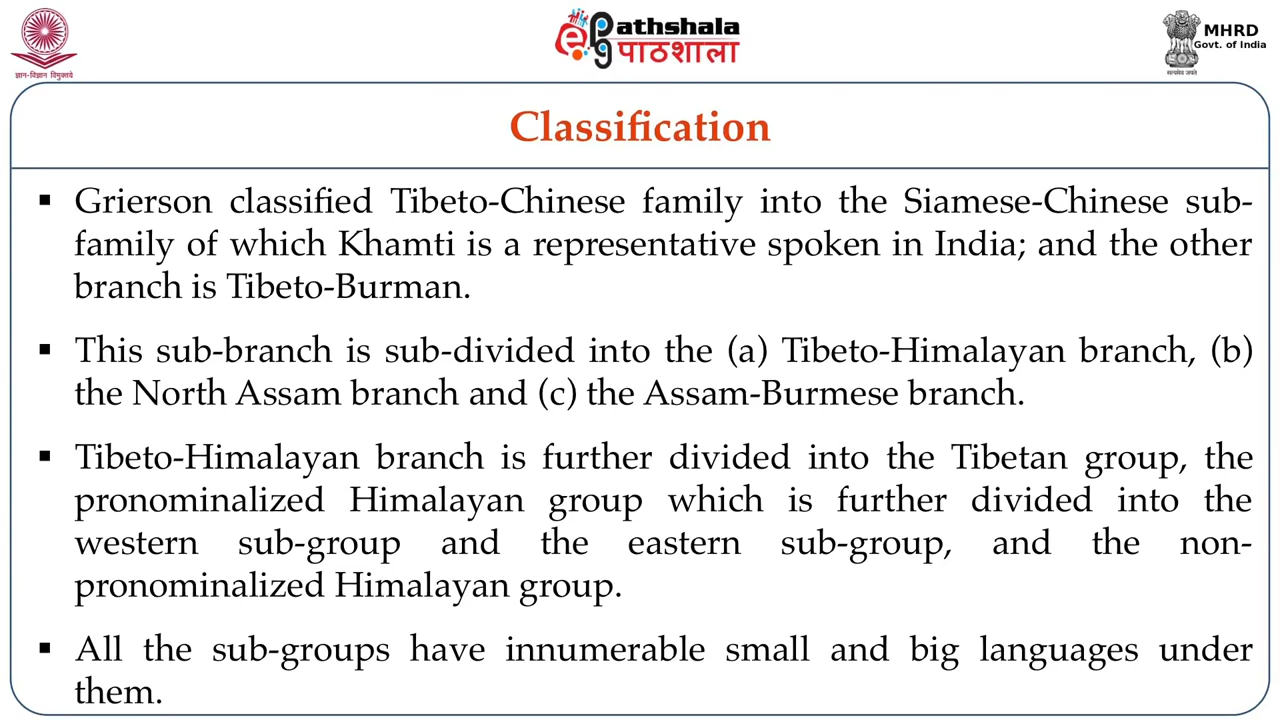 ज्ञान-विज्ञान विमुक्तये
ePG athshala
पाठशाला
MHRD
Govt. of India
सत्यमेव जयते
Classification
▪ Grierson classified Tibeto-Chinese family into the Siamese-Chinese sub-
family of which Khamti is a representative spoken in India; and the other
branch is Tibeto-Burman.
▪ This sub-branch is sub-divided into the (a) Tibeto-Himalayan branch, (b)
the North Assam branch and (c) the Assam-Burmese branch.
▪ Tibeto-Himalayan branch is further divided into the Tibetan group, the
pronominalized Himalayan group which is further divided into the
western sub-group and the eastern sub-group, and the non-
pronominalized Himalayan group.
▪ All the sub-groups have innumerable small and big languages under
them.